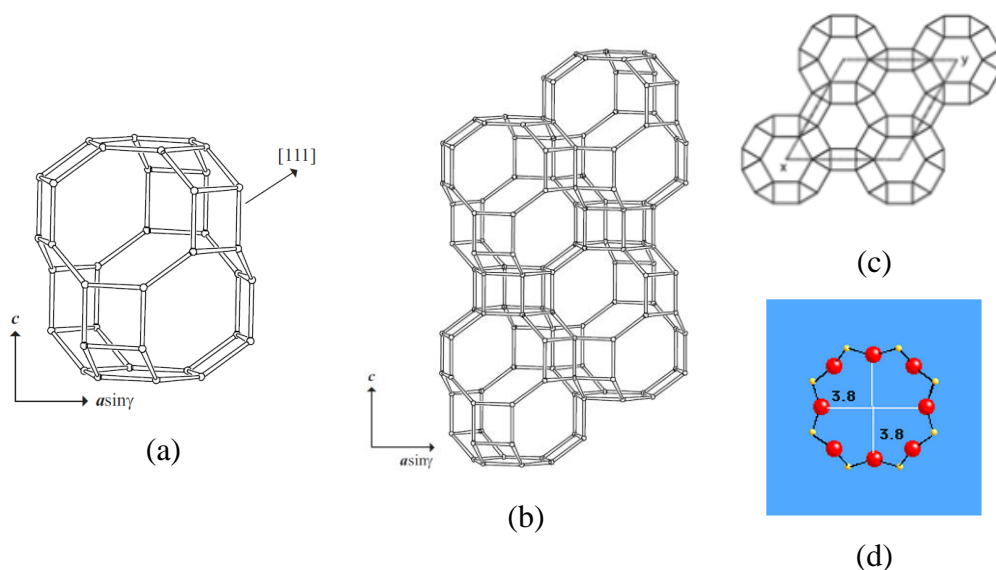 [111]
c
a sinγ
(a)
c
a sinγ
(b)
y
x
(c)
3.8
3.8
(d)